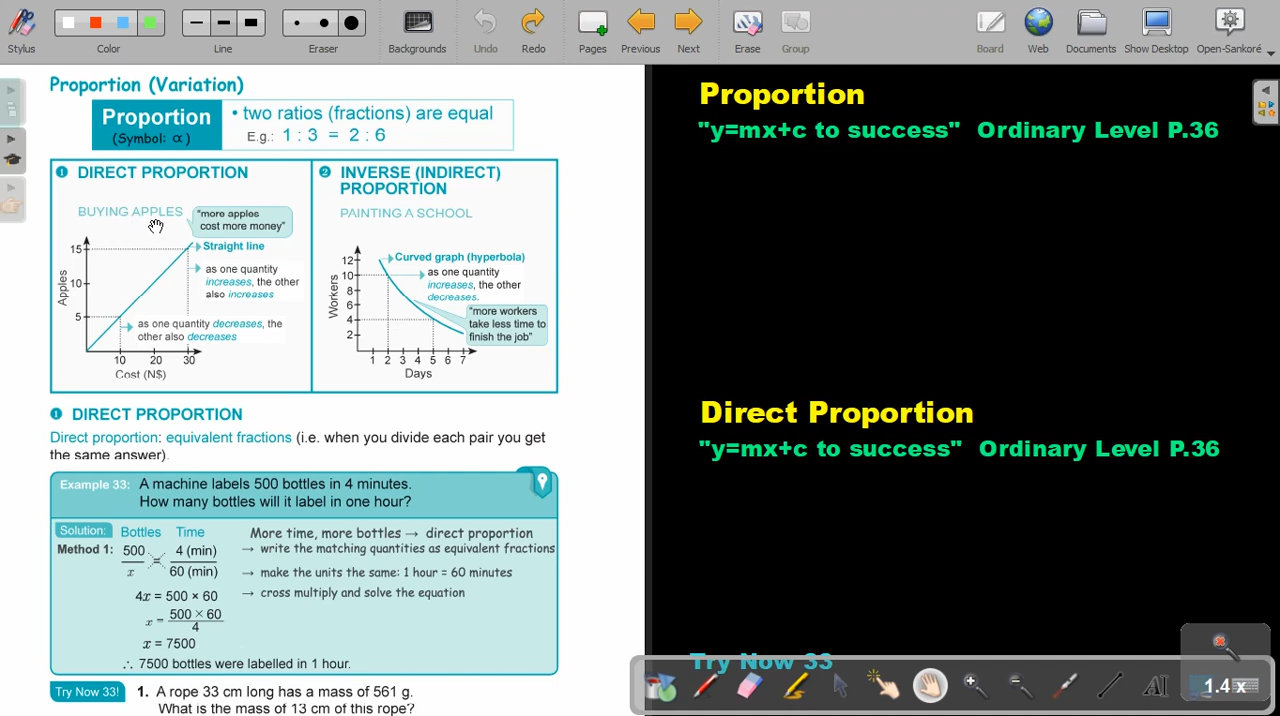 Stylus
Color
Line
Eraser
Backgrounds
Undo
Redo
Pages
Previous
Next
Erase
Group
Board
Web
Documents
Show Desktop
Open-Sankoré
Proportion (Variation)
Proportion
(Symbol: α)
• two ratios (fractions) are equal
E.g.: 1 : 3 = 2 : 6
❶ DIRECT PROPORTION
BUYING APPLES
"more apples
cost more money"
Straight line
as one quantity
increases, the other
also increases
as one quantity decreases, the
other also decreases
Apples
15
10
5
10 20 30
Cost (N$)
❷ INVERSE (INDIRECT)
PROPORTION
PAINTING A SCHOOL
Curved graph (hyperbola)
as one quantity
increases, the other
decreases.
"more workers
take less time to
finish the job"
Workers
12
10
8
6
4
2
1 2 3 4 5 6 7
Days
❶ DIRECT PROPORTION
Direct proportion: equivalent fractions (i.e. when you divide each pair you get
the same answer).
Example 33: A machine labels 500 bottles in 4 minutes.
How many bottles will it label in one hour?
Solution: Bottles Time More time, more bottles → direct proportion
Method 1: 500/x = 4 (min)/60 (min) → write the matching quantities as equivalent fractions
→ make the units the same: 1 hour = 60 minutes
4x = 500 × 60 → cross multiply and solve the equation
x = 500 × 60/4
x = 7500
∴ 7500 bottles were labelled in 1 hour.
Try Now 33! 1. A rope 33 cm long has a mass of 561 g.
What is the mass of 13 cm of this rope?
Proportion
"y=mx+c to success" Ordinary Level P.36
Direct Proportion
"y=mx+c to success" Ordinary Level P.36
Try Now 33
1.4 x